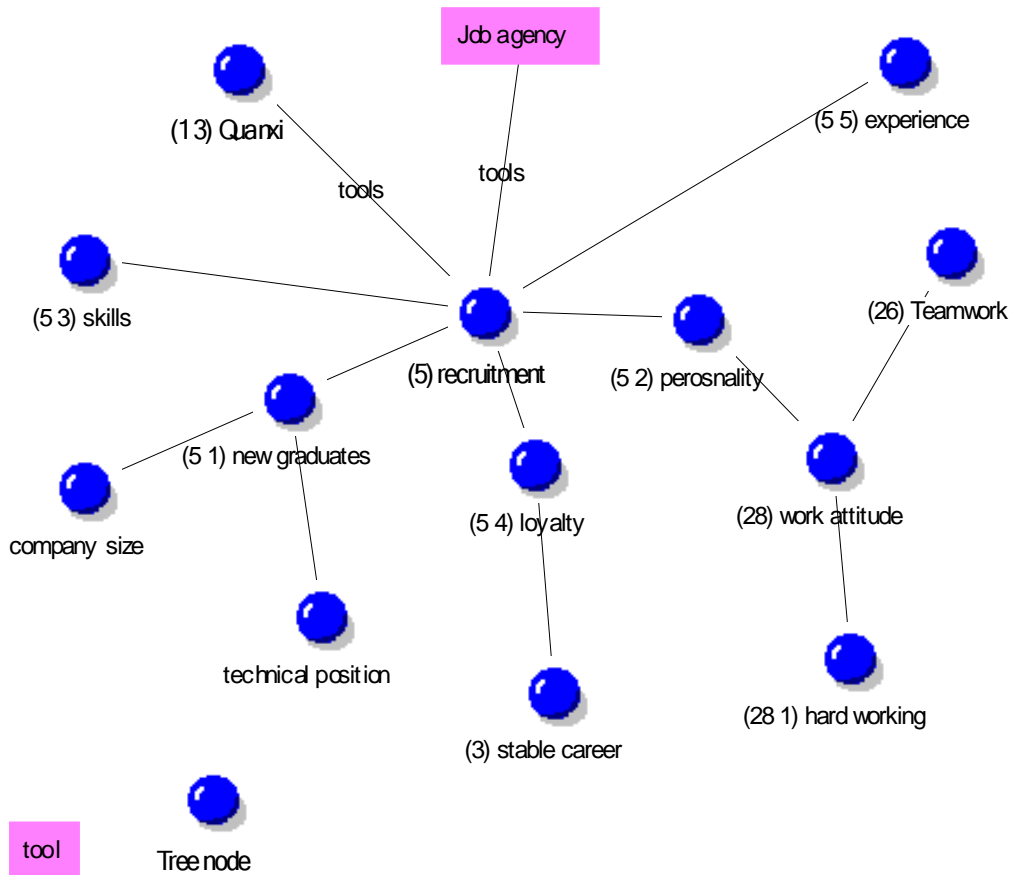 Job agency
(1 3) Quanxi
(5 5) experience
tools
tools
(5 3) skills
(26) Teamwork
(5) recruitment
(5 2) perosnality
(5 1) new graduates
(5 4) loyalty
(28) work attitude
company size
technical position
(28 1) hard working
(3) stable career
tool
Tree node